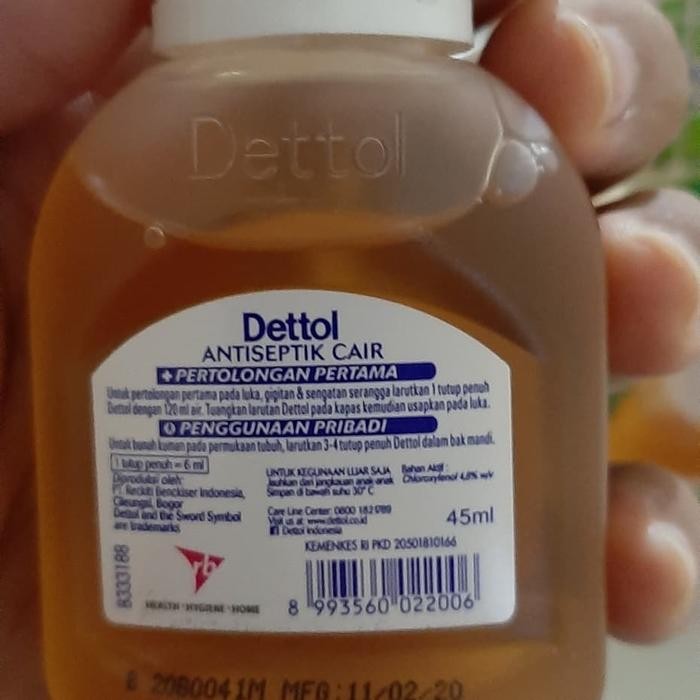 Dettol
Dettol
ANTISEPTIK CAIR
PERTOLONGAN PERTAMA
Untuk pertolongan pertama pada luka, gigitan & sengatan serangga larutkan 1 tutup penuh
Dettol dengan 120 ml air. Tuangkan larutan Dettol pada kapas kemudian usapkan pada luka.
PENGGUNAAN PRIBADI
Untuk bunuh kuman pada permukaan tubuh, larutkan 3-4 tutup penuh Dettol dalam bak mandi.
1 tutup penuh = 6 ml
Diproduksi oleh:
PT. Reckitt Benckiser Indonesia,
Cileungsi, Bogor
Dettol and the Sword Symbol
are trademarks
UNTUK KEGUNAAN LUAR SAJA
Jauhkan dari jangkauan anak-anak
Simpan di bawah suhu 30° C
Bahan Aktif :
Chloroxylenol 4,8% w/v
Care Line Center: 0800 182 0789
Visit us at: www.dettol.co.id
Dettol Indonesia
45ml
KEMENKES RI PKD 20501810166
8333188
rb
HEALTH · HYGIENE · HOME
8 993560 022006
20B0041M MFG:11/02/20